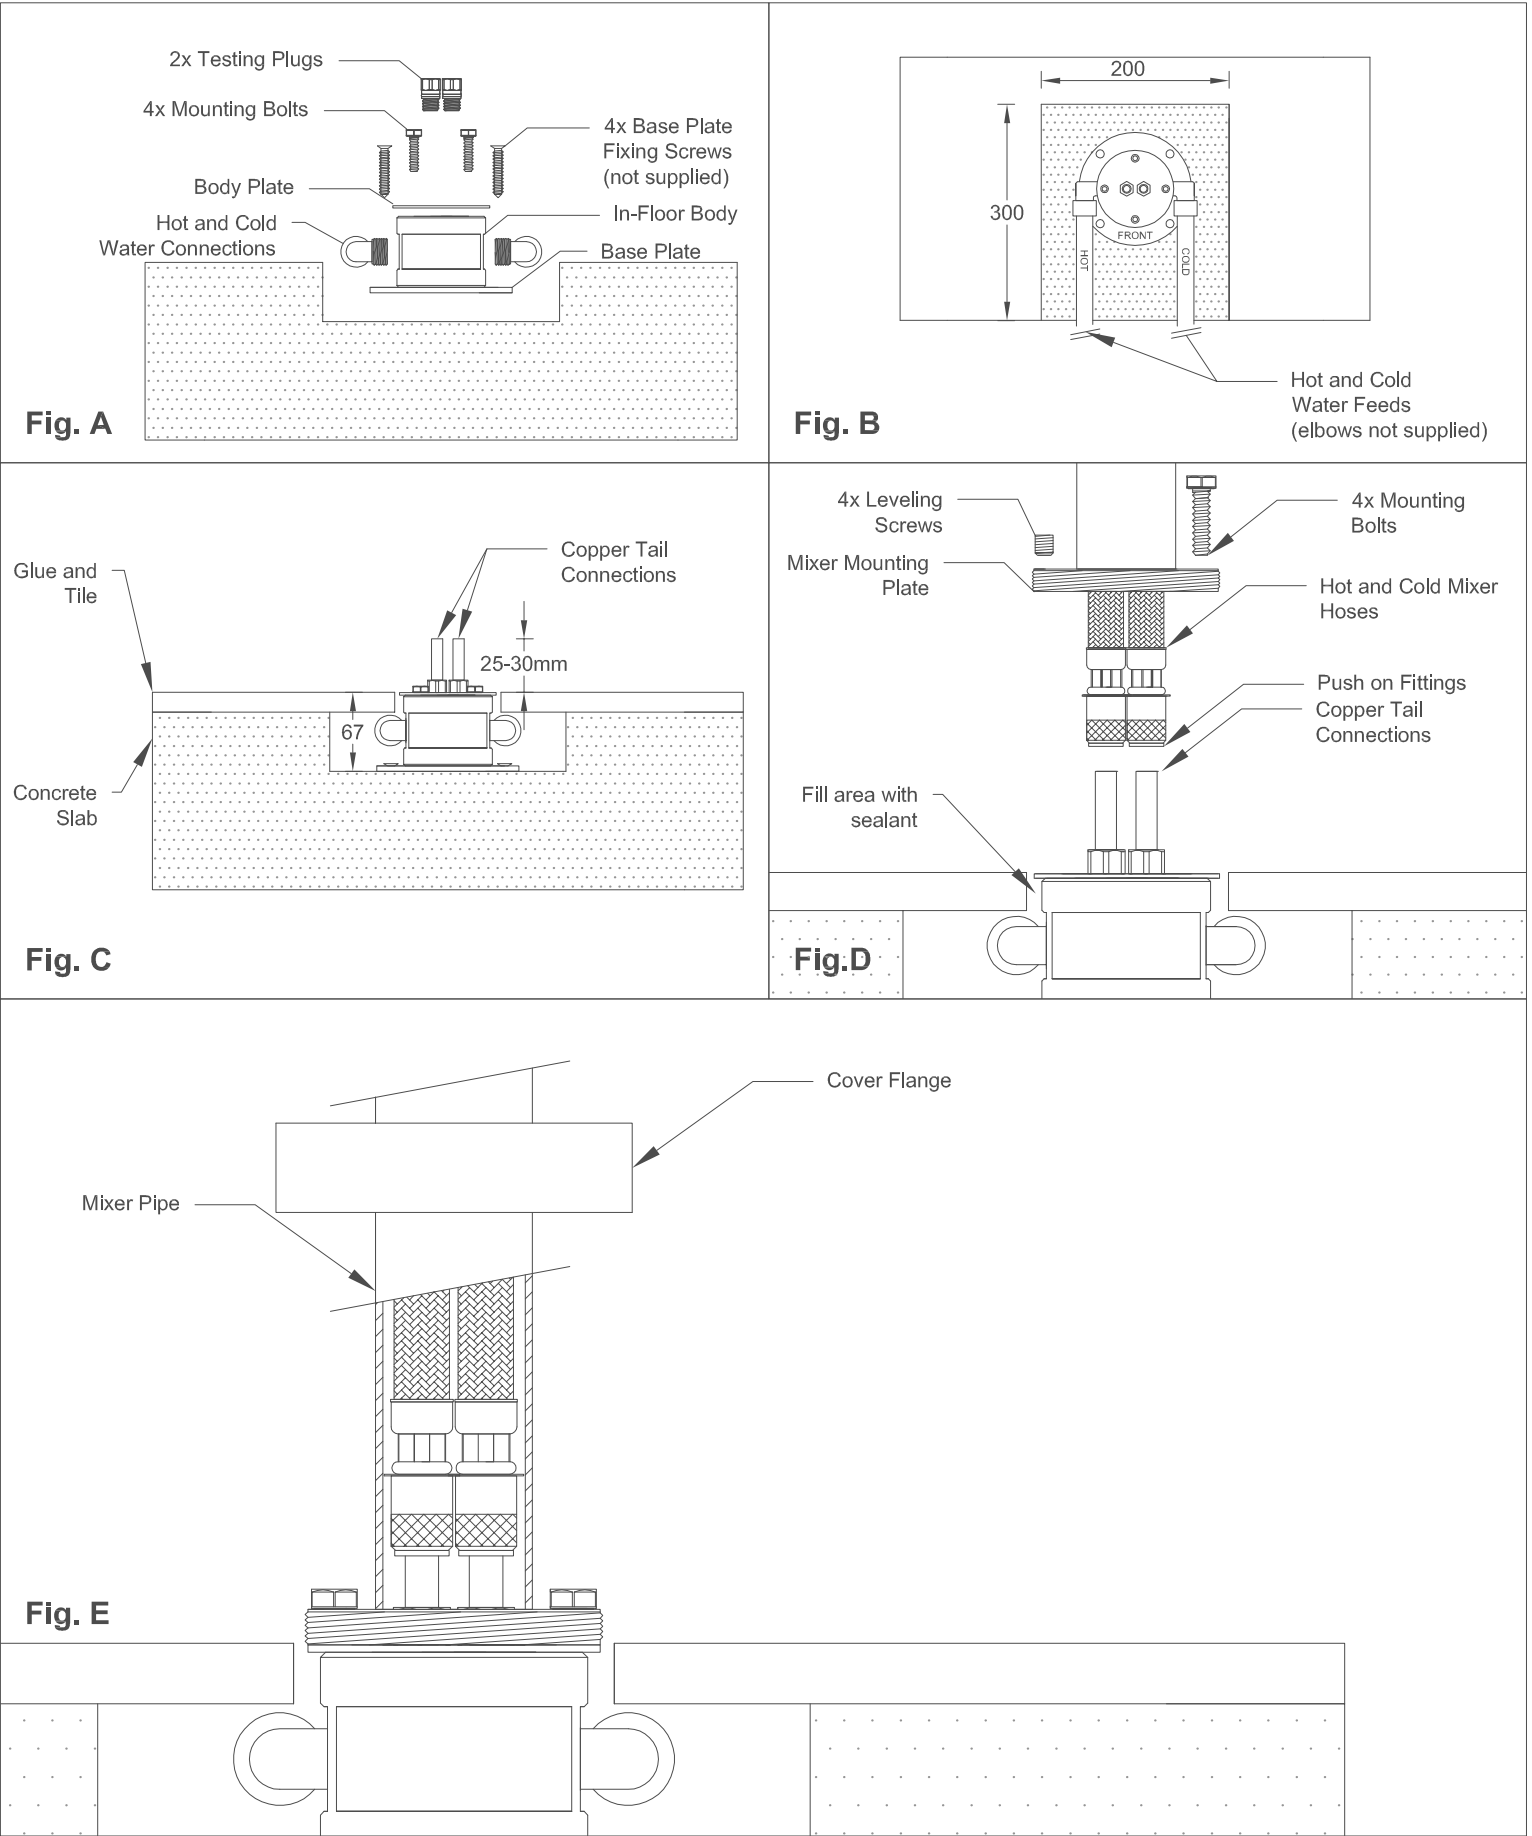 2x Testing Plugs
4x Mounting Bolts
4x Base Plate
Fixing Screws
(not supplied)
Body Plate
In-Floor Body
Hot and Cold
Water Connections
Base Plate
Fig. A
200
300
FRONT
HOT
COLD
Hot and Cold
Water Feeds
(elbows not supplied)
Fig. B
Copper Tail
Connections
Glue and
Tile
25-30mm
67
Concrete
Slab
Fig. C
4x Leveling
Screws
4x Mounting
Bolts
Mixer Mounting
Plate
Hot and Cold Mixer
Hoses
Push on Fittings
Copper Tail
Connections
Fill area with
sealant
Fig.D
Cover Flange
Mixer Pipe
Fig. E